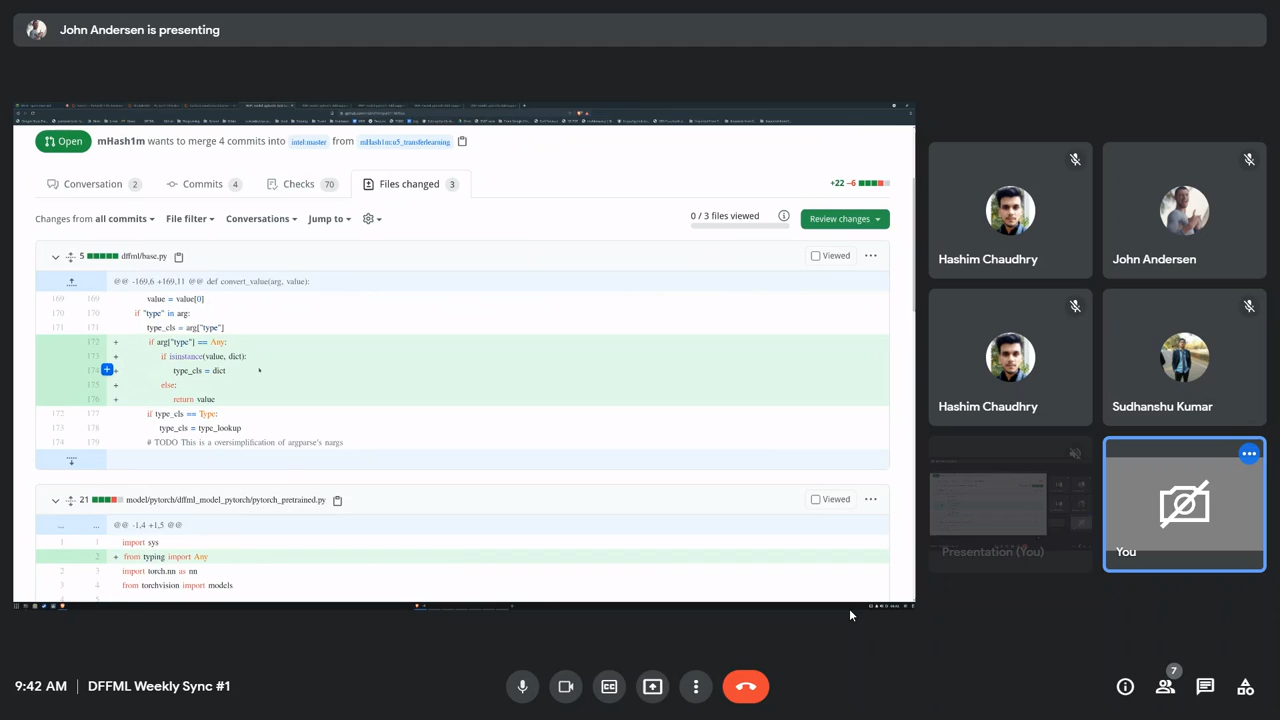 John Andersen is presenting
Open mHash1m wants to merge 4 commits into intel:master from mHash1m:u5_transferlearning
Conversation 2 Commits 4 Checks 70 Files changed 3 +22 −6
Changes from all commits File filter Conversations Jump to 0 / 3 files viewed Review changes
5 dffml/base.py Viewed
@@ -169,6 +169,11 @@ def convert_value(arg, value):
169 169 value = value[0]
170 170 if "type" in arg:
171 171 type_cls = arg["type"]
172 + if arg["type"] == Any:
173 + if isinstance(value, dict):
174 + type_cls = dict
175 + else:
176 + return value
172 177 if type_cls == Type:
173 178 type_cls = type_lookup
174 179 # TODO This is a oversimplification of argparse's nargs
21 model/pytorch/dffml_model_pytorch/pytorch_pretrained.py Viewed
... ... @@ -1,4 +1,5 @@
1 1 import sys
2 + from typing import Any
2 3 import torch.nn as nn
3 4 from torchvision import models
Hashim Chaudhry
John Andersen
Hashim Chaudhry
Sudhanshu Kumar
Presentation (You)
You
9:42 AM | DFFML Weekly Sync #1
7